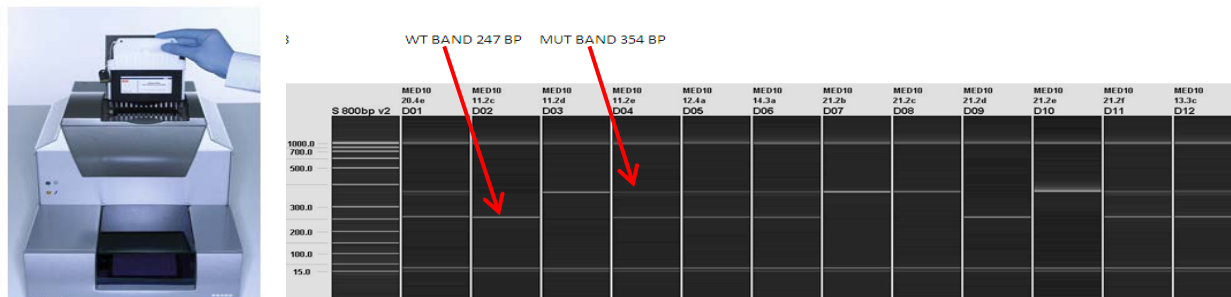 3
WT BAND 247 BP MUT BAND 354 BP
MED10 MED10 MED10 MED10 MED10 MED10 MED10 MED10 MED10 MED10 MED10 MED10
20.4e 11.2c 11.2d 11.2e 12.4a 14.3a 21.2b 21.2c 21.2d 21.2e 21.2f 13.3c
S 800bp v2 D01 D02 D03 D04 D05 D06 D07 D08 D09 D10 D11 D12
1000.0
700.0
500.0
300.0
200.0
100.0
15.0